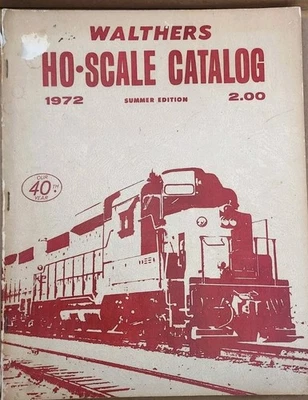 WALTHERS
HO•SCALE CATALOG
1972 SUMMER EDITION 2.00
OUR
40TH
YEAR